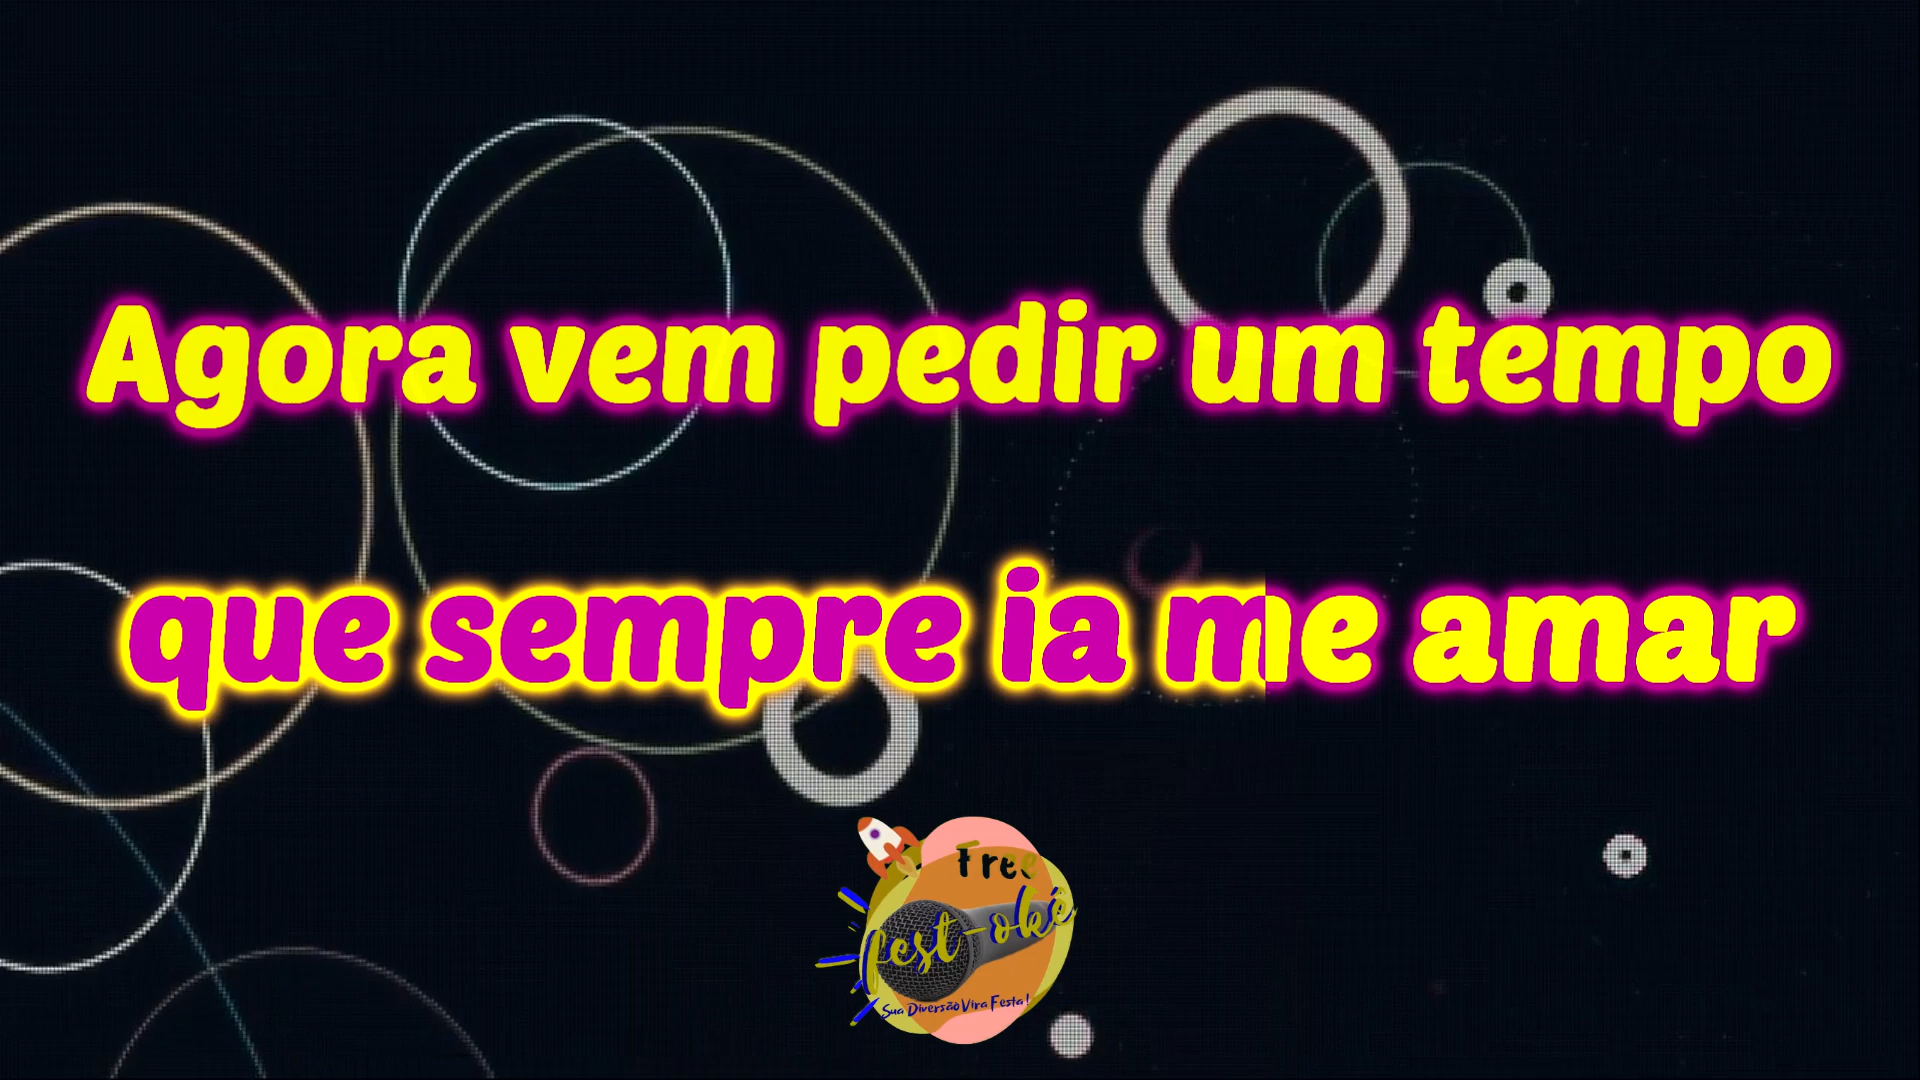 Agora vem pedir um tempo
que sempre ia me amar
Free
fest-okê
Sua Diversão Vira Festa!